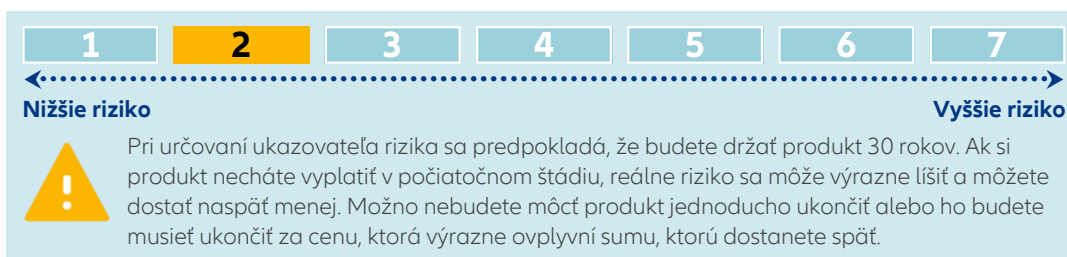 1 2 3 4 5 6 7
Nižšie riziko Vyššie riziko
Pri určovaní ukazovateľa rizika sa predpokladá, že budete držať produkt 30 rokov. Ak si
produkt necháte vyplatiť v počiatočnom štádiu, reálne riziko sa môže výrazne líšiť a môžete
dostať naspäť menej. Možno nebudete môcť produkt jednoducho ukončiť alebo ho budete
musieť ukončiť za cenu, ktorá výrazne ovplyvní sumu, ktorú dostanete späť.